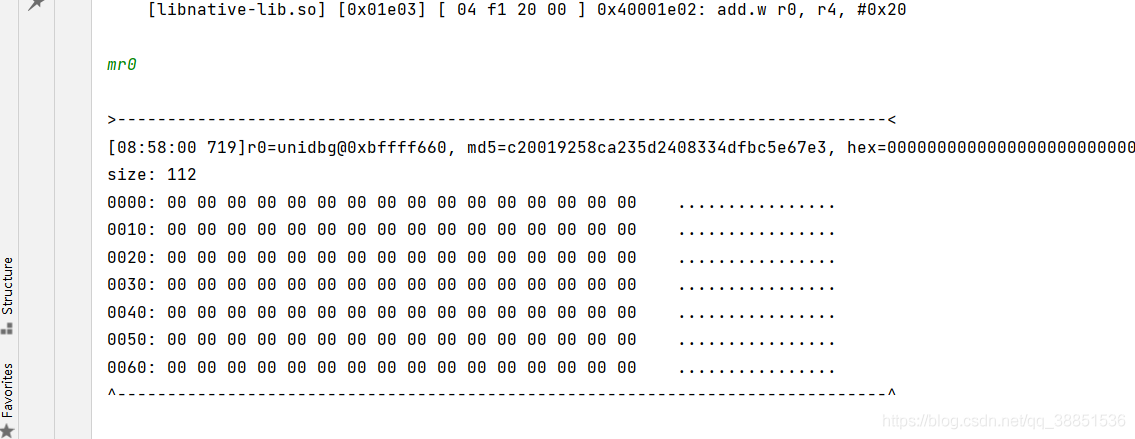 [libnative-lib.so] [0x01e03] [ 04 f1 20 00 ] 0x40001e02: add.w r0, r4, #0x20
mr0
>-----------------------------------------------------------------------------<
[08:58:00 719]r0=unidbg@0xbffff660, md5=c20019258ca235d2408334dfbc5e67e3, hex=000000000000000000000000
size: 112
0000: 00 00 00 00 00 00 00 00 00 00 00 00 00 00 00 00    ................
0010: 00 00 00 00 00 00 00 00 00 00 00 00 00 00 00 00    ................
0020: 00 00 00 00 00 00 00 00 00 00 00 00 00 00 00 00    ................
0030: 00 00 00 00 00 00 00 00 00 00 00 00 00 00 00 00    ................
0040: 00 00 00 00 00 00 00 00 00 00 00 00 00 00 00 00    ................
0050: 00 00 00 00 00 00 00 00 00 00 00 00 00 00 00 00    ................
0060: 00 00 00 00 00 00 00 00 00 00 00 00 00 00 00 00    ................
^-----------------------------------------------------------------------------^
Structure
Favorites
https://blog.csdn.net/qq_38851536